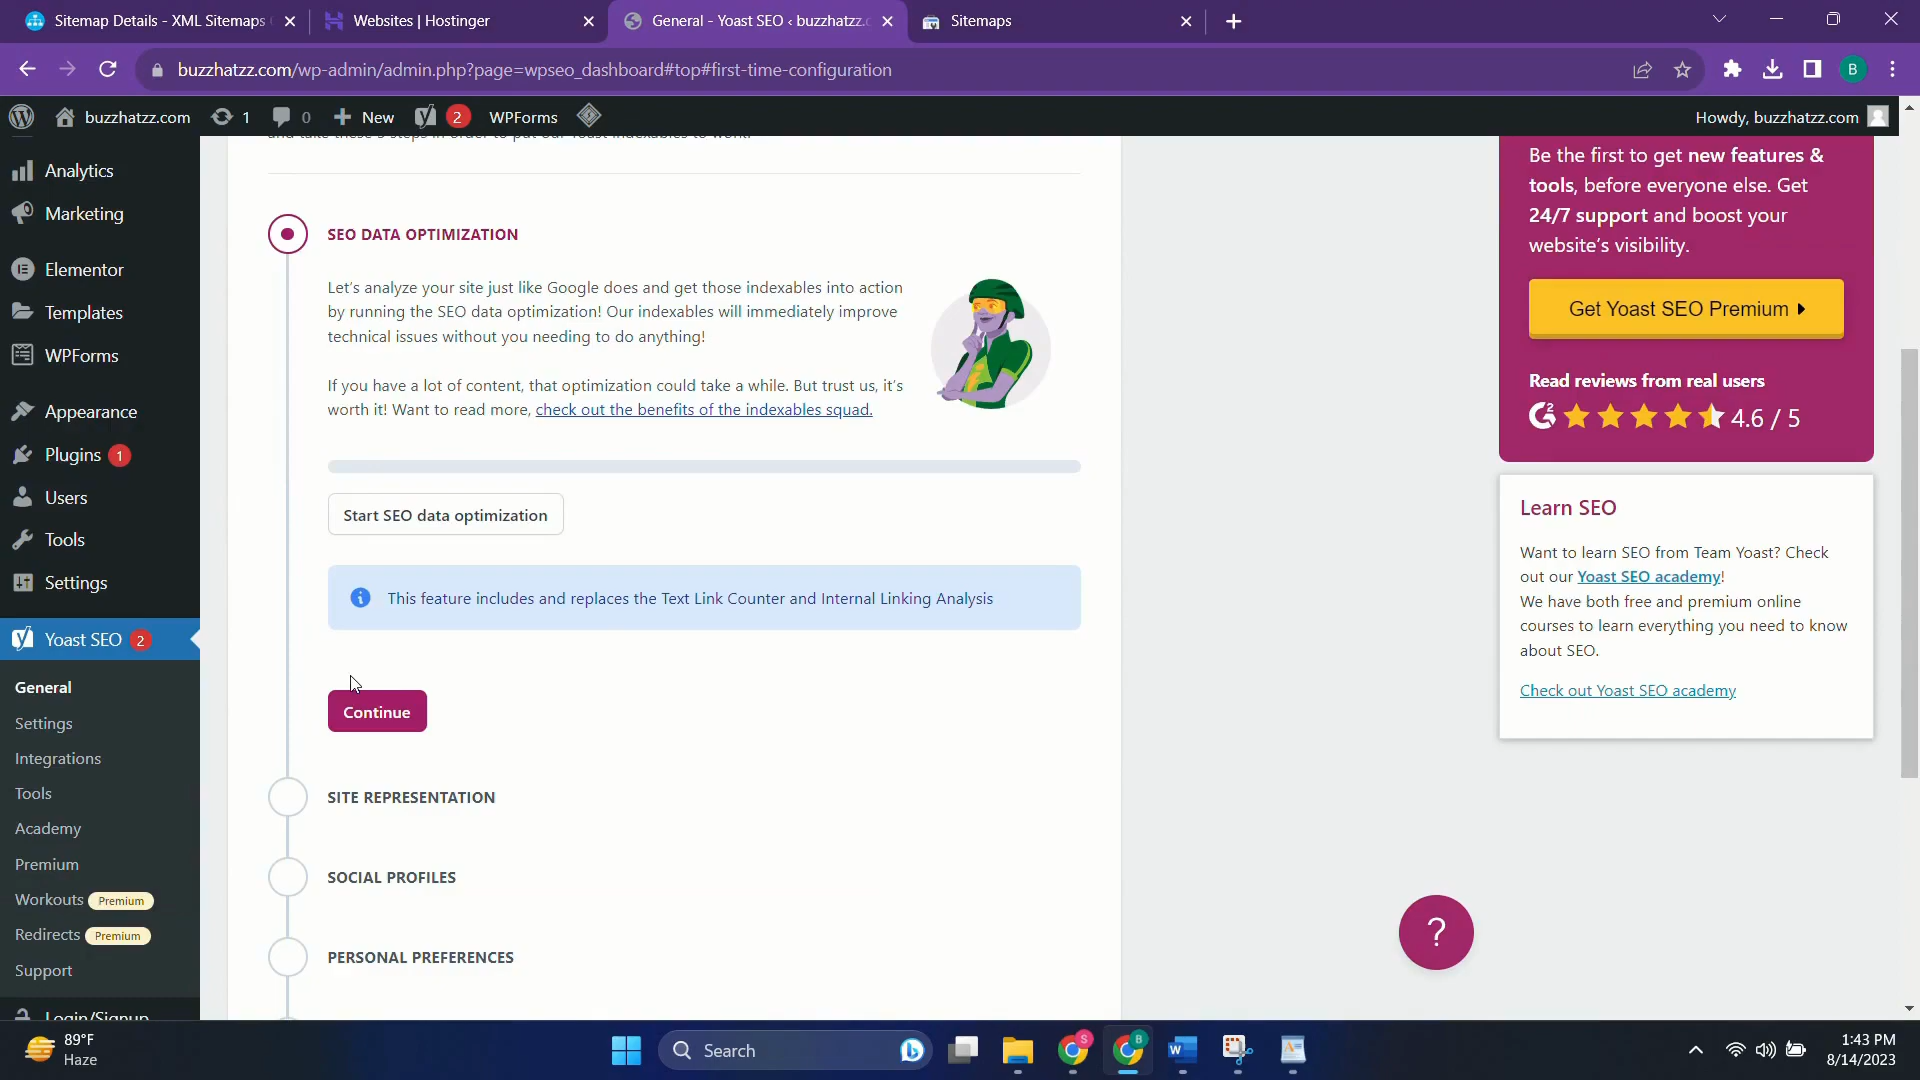 Sitemap Details - XML Sitemaps
Websites | Hostinger
General - Yoast SEO ‹ buzzhatzz.c
Sitemaps
buzzhatzz.com/wp-admin/admin.php?page=wpseo_dashboard#top#first-time-configuration
B
buzzhatzz.com
1
0
New
2
WPForms
Howdy, buzzhatzz.com
Analytics
Marketing
Elementor
Templates
WPForms
Appearance
Plugins 1
Users
Tools
Settings
Yoast SEO 2
General
Settings
Integrations
Tools
Academy
Premium
Workouts Premium
Redirects Premium
Support
Login/Signup
and take these 5 steps in order to put our Yoast indexables to work!
SEO DATA OPTIMIZATION
Let's analyze your site just like Google does and get those indexables into action
by running the SEO data optimization! Our indexables will immediately improve
technical issues without you needing to do anything!
If you have a lot of content, that optimization could take a while. But trust us, it's
worth it! Want to read more, check out the benefits of the indexables squad.
Start SEO data optimization
This feature includes and replaces the Text Link Counter and Internal Linking Analysis
Continue
SITE REPRESENTATION
SOCIAL PROFILES
PERSONAL PREFERENCES
Be the first to get new features &
tools, before everyone else. Get
24/7 support and boost your
website's visibility.
Get Yoast SEO Premium
Read reviews from real users
4.6 / 5
Learn SEO
Want to learn SEO from Team Yoast? Check
out our Yoast SEO academy!
We have both free and premium online
courses to learn everything you need to know
about SEO.
Check out Yoast SEO academy
?
89°F
Haze
Search
S
B
W
1:43 PM
8/14/2023